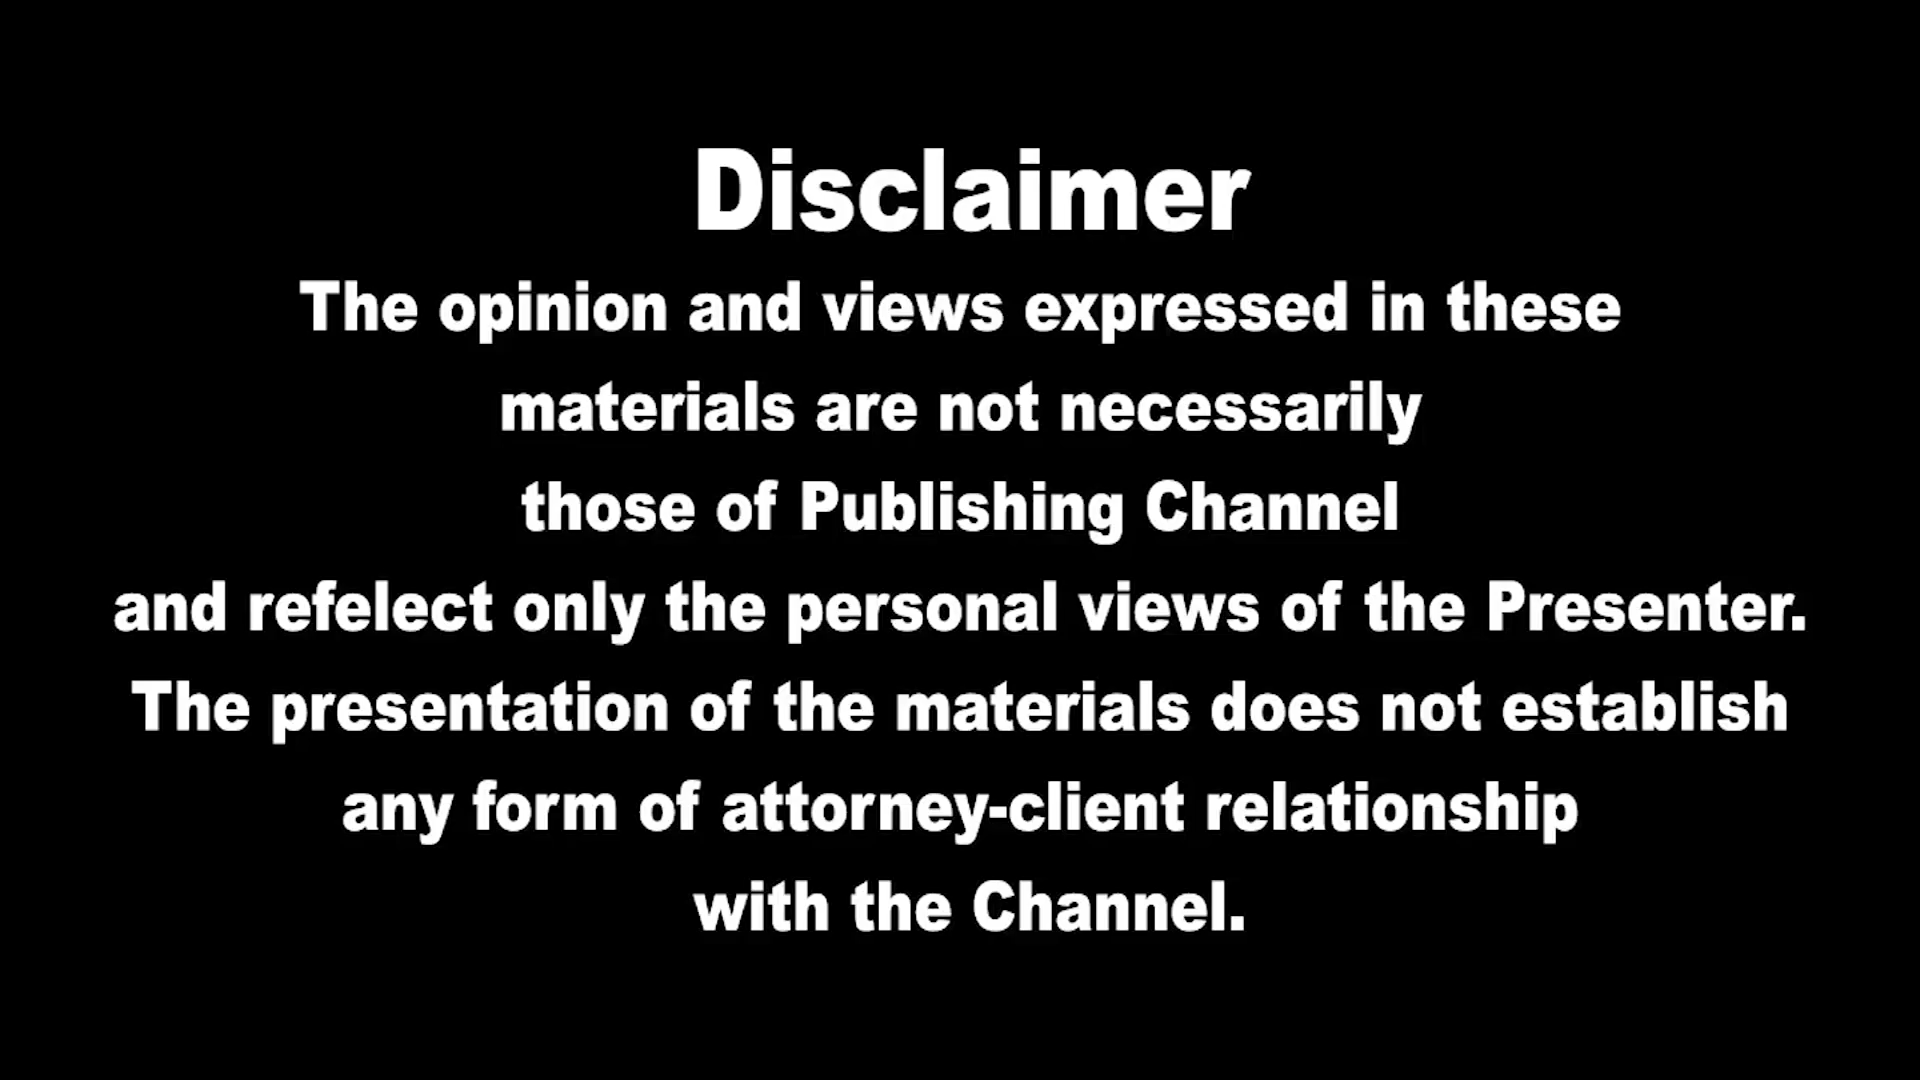 Disclaimer
The opinion and views expressed in these
materials are not necessarily
those of Publishing Channel
and refelect only the personal views of the Presenter.
The presentation of the materials does not establish
any form of attorney-client relationship
with the Channel.